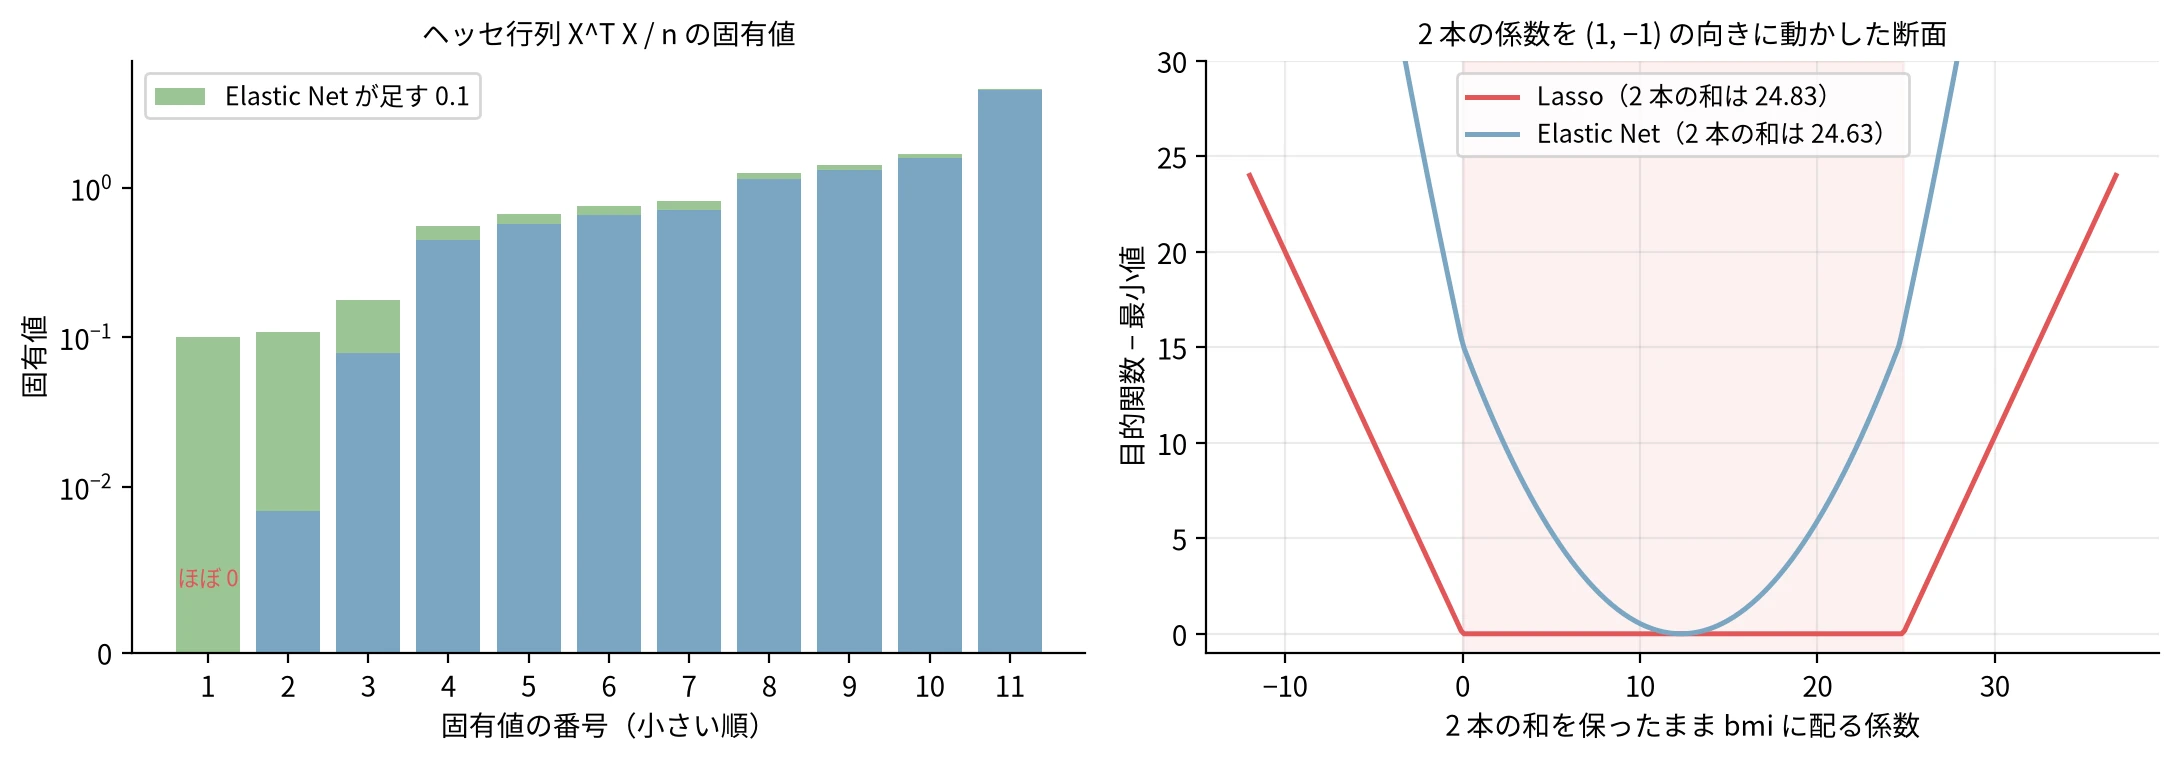 ヘッセ行列 X^T X / n の固有値
Elastic Net が足す 0.1
固有値
10⁰
10⁻¹
10⁻²
0
ほぼ 0
1 2 3 4 5 6 7 8 9 10 11
固有値の番号（小さい順）
2 本の係数を (1, −1) の向きに動かした断面
Lasso（2 本の和は 24.83）
Elastic Net（2 本の和は 24.63）
目的関数 − 最小値
30
25
20
15
10
5
0
−10 0 10 20 30
2 本の和を保ったまま bmi に配る係数